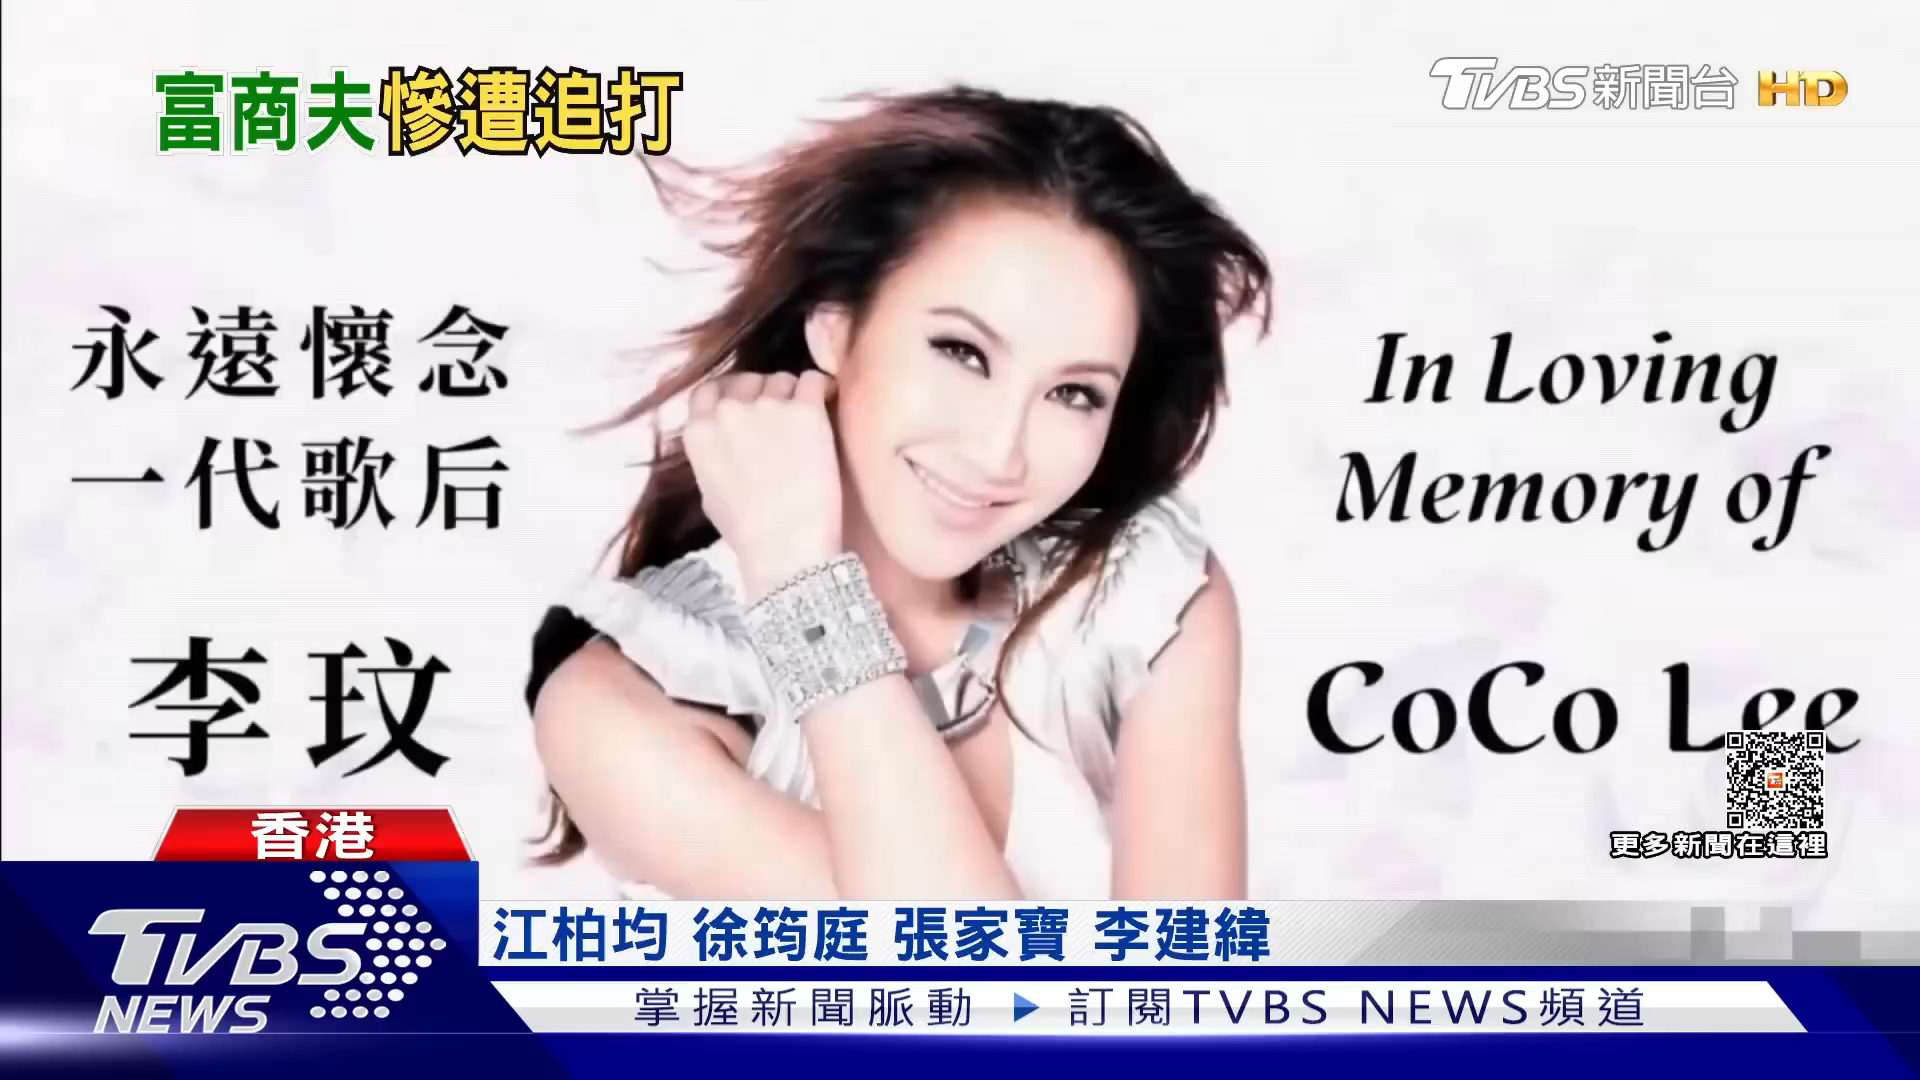 富商夫慘遭追打
TVBS新聞台 HD
永遠懷念
一代歌后
李玟
In Loving
Memory of
CoCo Lee
更多新聞在這裡
香港
江柏均 徐筠庭 張家寶 李建緯
TVBS
NEWS
掌握新聞脈動 ▶ 訂閱TVBS NEWS頻道